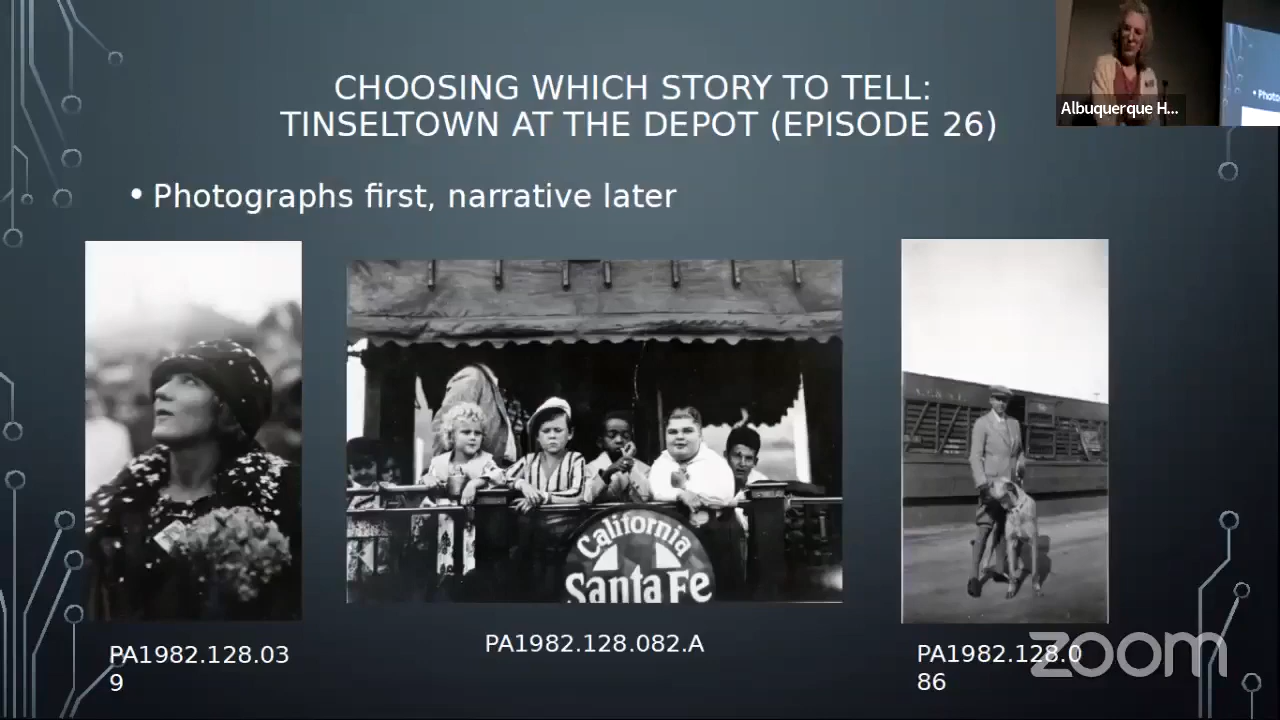 CHOOSING WHICH STORY TO TELL:
TINSELTOWN AT THE DEPOT (EPISODE 26)
Albuquerque H...
• Photo
• Photographs first, narrative later
California
Santa Fe
PA1982.128.03
9
PA1982.128.082.A
PA1982.128.0
86
zoom